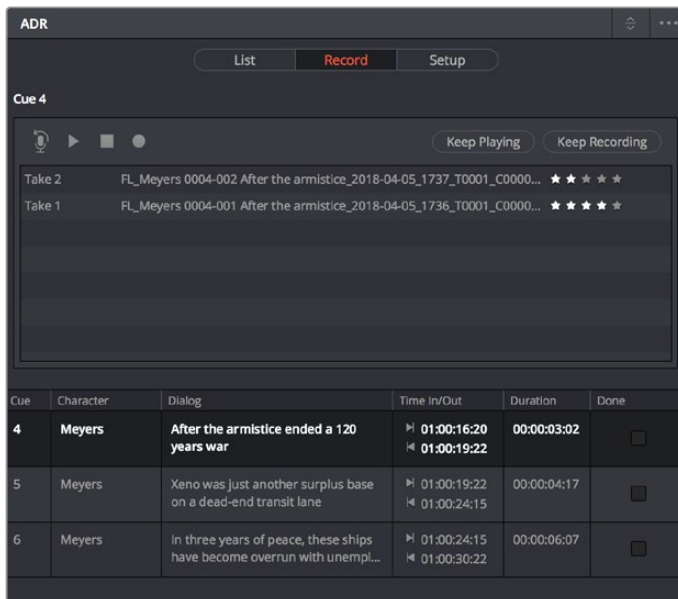 ADR
List Record Setup
Cue 4
Keep Playing Keep Recording
Take 2 FL_Meyers 0004-002 After the armistice_2018-04-05_1737_T0001_C0000...
Take 1 FL_Meyers 0004-001 After the armistice_2018-04-05_1736_T0001_C0000...
Cue Character Dialog Time In/Out Duration Done
4 Meyers After the armistice ended a 120 01:00:16:20 00:00:03:02
years war 01:00:19:22
5 Meyers Xeno was just another surplus base 01:00:19:22 00:00:04:17
on a dead-end transit lane 01:00:24:15
6 Meyers In three years of peace, these ships 01:00:24:15 00:00:06:07
have become overrun with unempl... 01:00:30:22